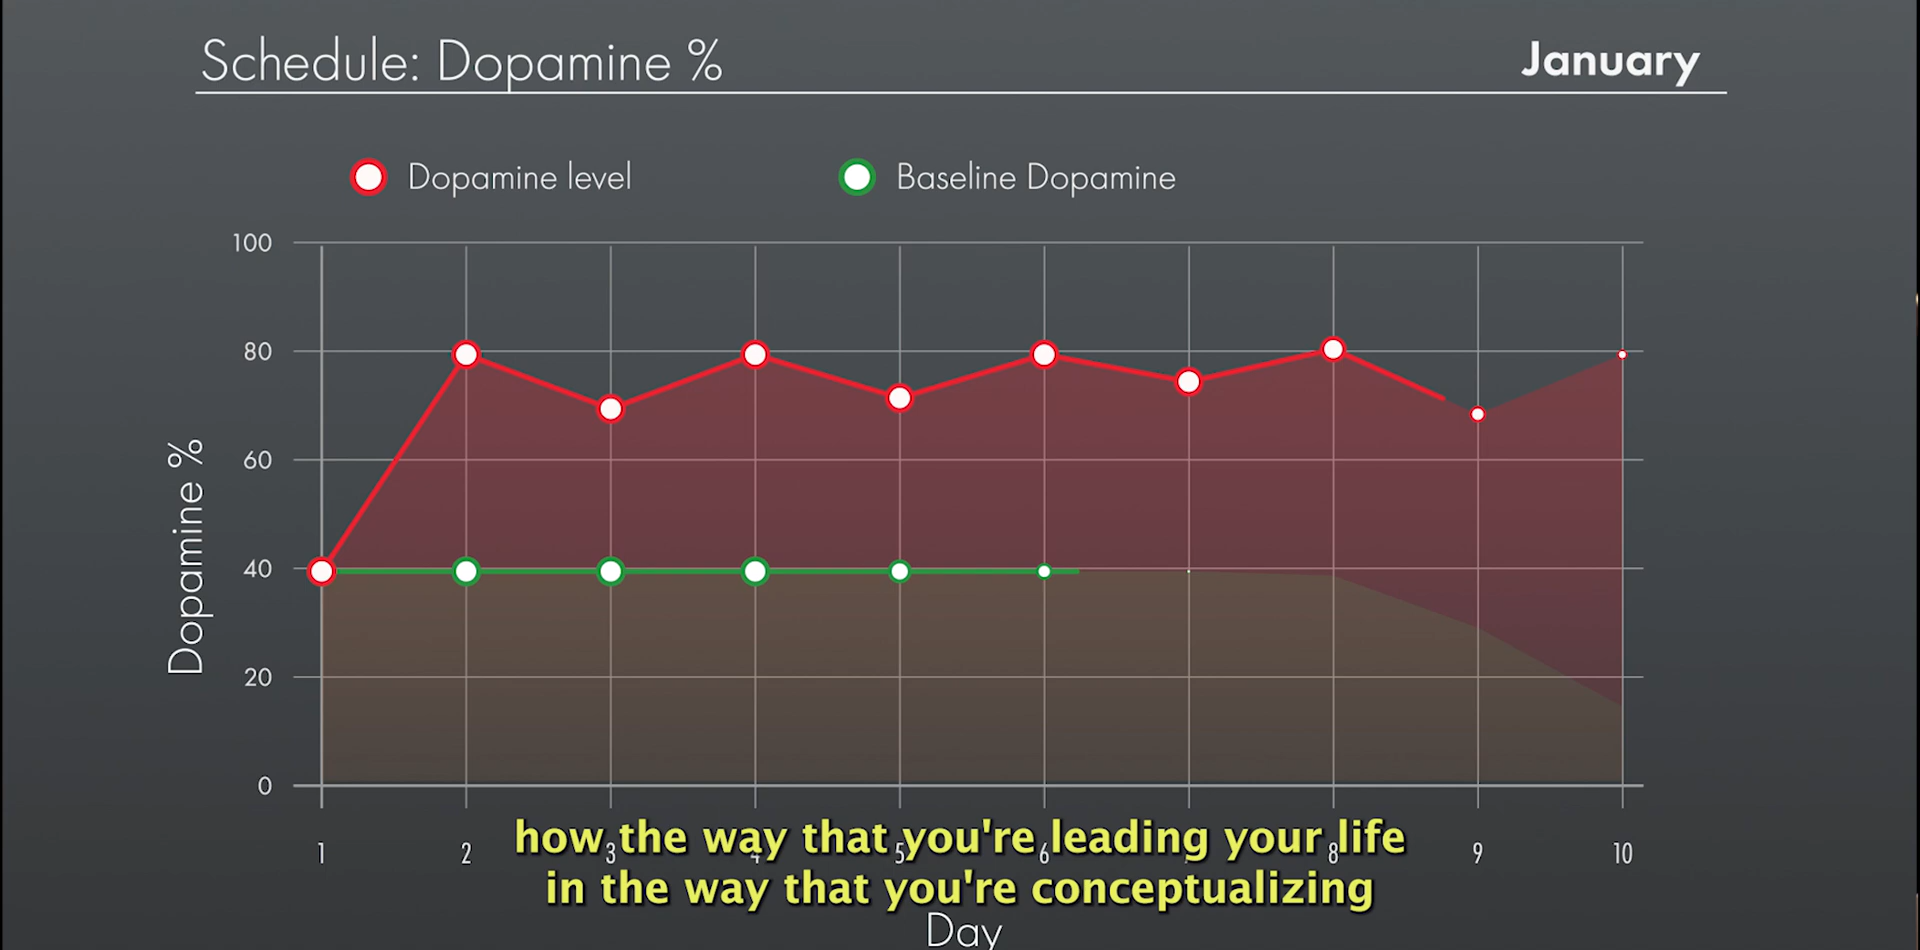 Schedule: Dopamine %
January
Dopamine level
Baseline Dopamine
100
80
60
40
20
0
Dopamine %
1 2 3 4 5 6 8 9 10
how the way that you're leading your life
in the way that you're conceptualizing
Day